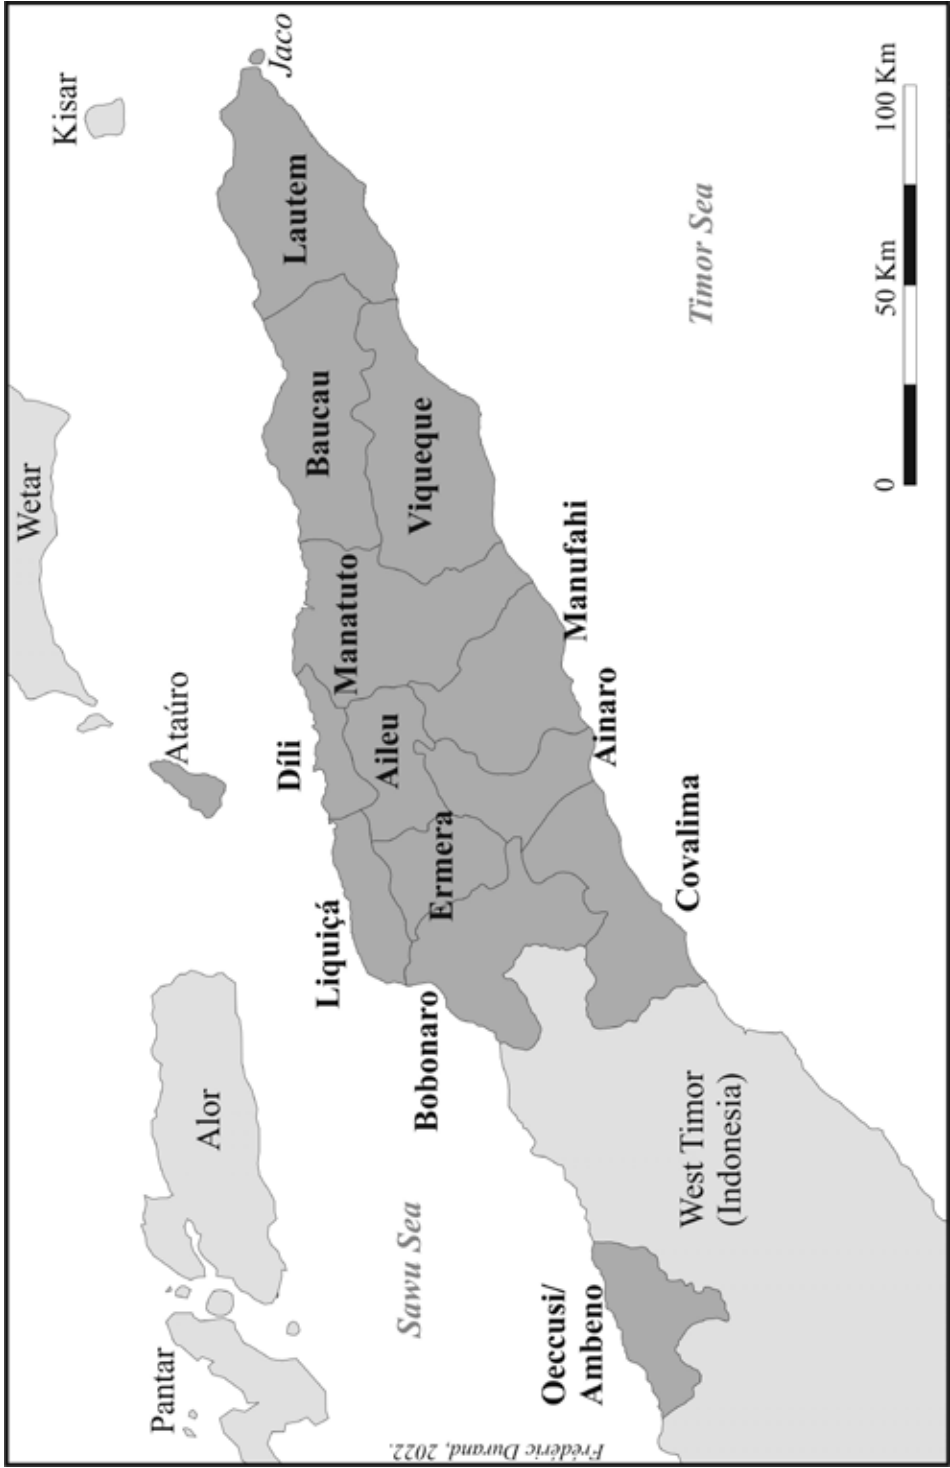 Pantar
Alor
Ataúro
Wetar
Kisar
Jaco
Sawu Sea
Liquiçá
Díli
Manatuto
Baucau
Lautem
Bobonaro
Ermera
Aileu
Viqueque
Oeccusi/
Ambeno
Manufahi
Ainaro
Covalima
Timor Sea
West Timor
(Indonesia)
0
50 Km
100 Km
Frédéric Durand, 2022.